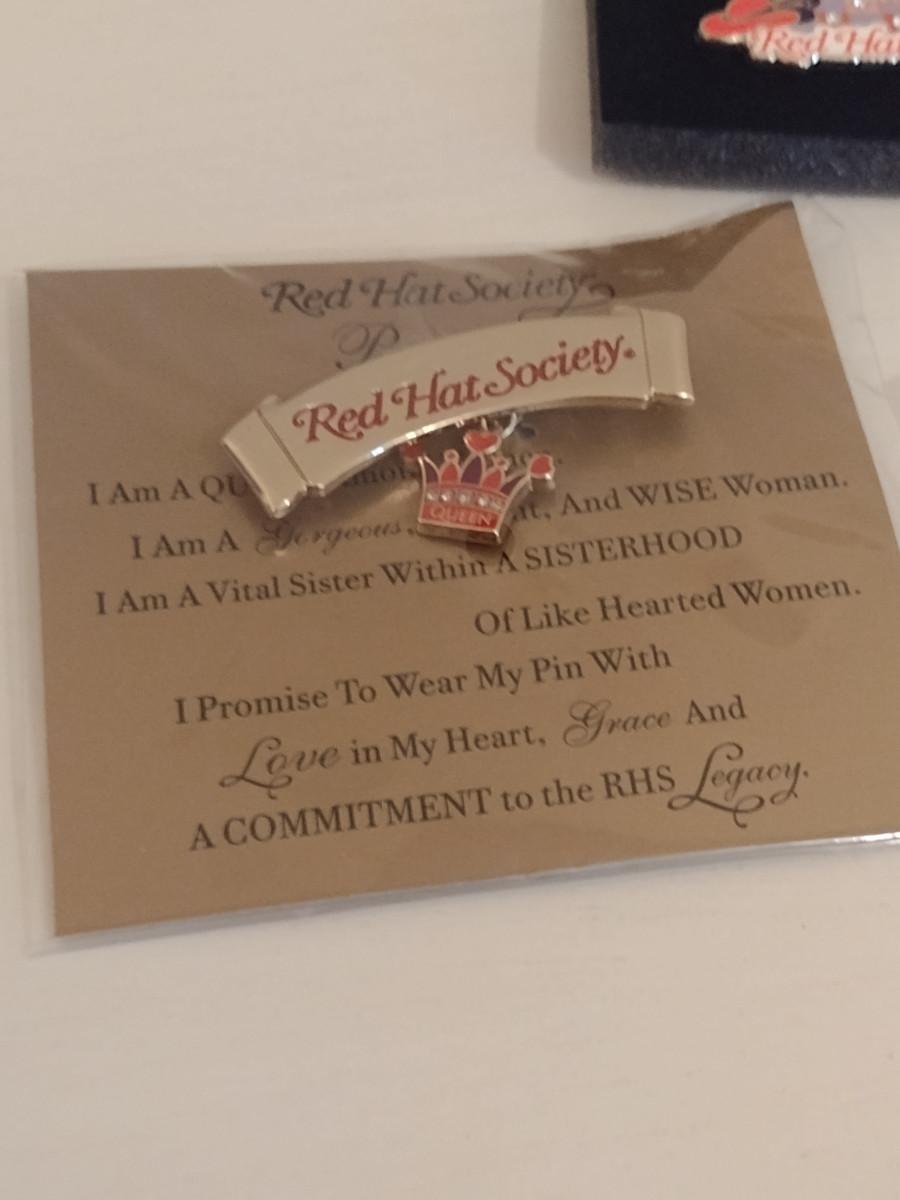 Red Ha
Red Hat Society
P
Red Hat Society.
I Am A QU
QUEEN
I Am A Gorgeous, And WISE Woman.
I Am A Vital Sister Within A SISTERHOOD
Of Like Hearted Women.
I Promise To Wear My Pin With
Love in My Heart, Grace And
A COMMITMENT to the RHS Legacy.